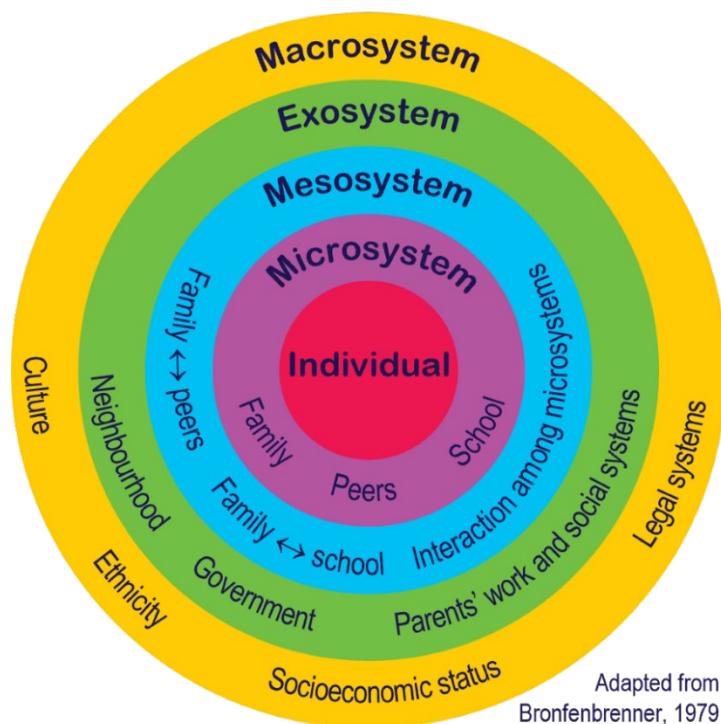 Macrosystem
Exosystem
Mesosystem
Microsystem
Individual
Family
Peers
School
Family ↔ peers
Family ↔ school
Interaction among microsystems
Neighbourhood
Government
Parents' work and social systems
Culture
Ethnicity
Socioeconomic status
Legal systems
Adapted from
Bronfenbrenner, 1979